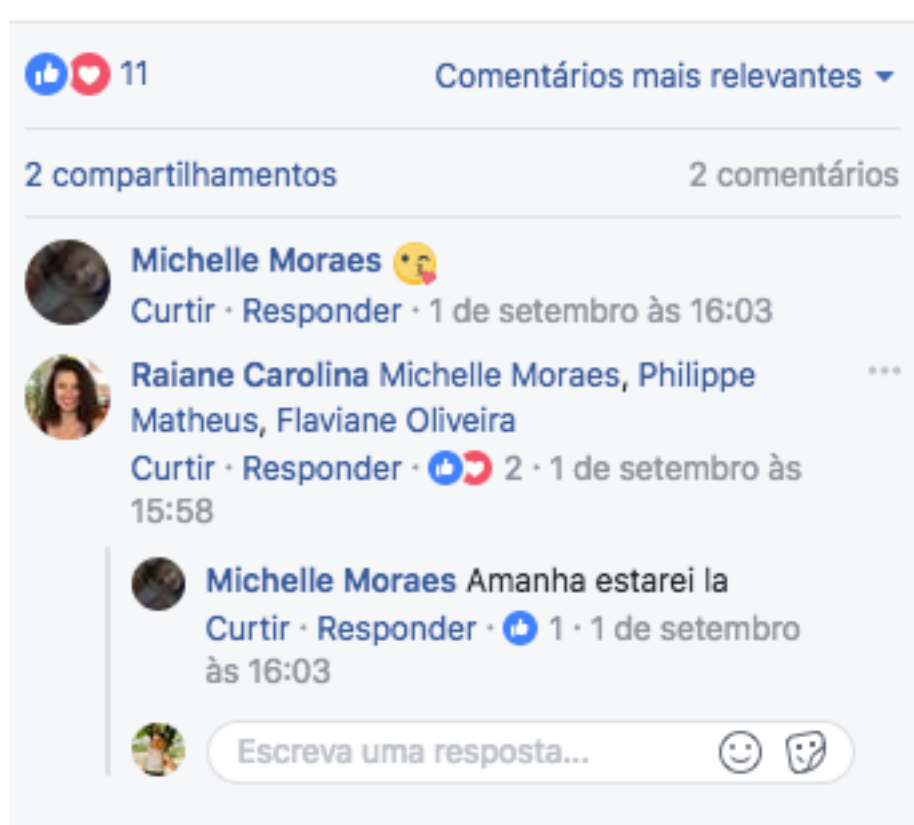 11 Comentários mais relevantes
2 compartilhamentos 2 comentários
Michelle Moraes 😘
Curtir · Responder · 1 de setembro às 16:03
Raiane Carolina Michelle Moraes, Philippe
Matheus, Flaviane Oliveira
Curtir · Responder · 2 · 1 de setembro às
15:58
Michelle Moraes Amanha estarei la
Curtir · Responder · 1 · 1 de setembro
às 16:03
Escreva uma resposta...